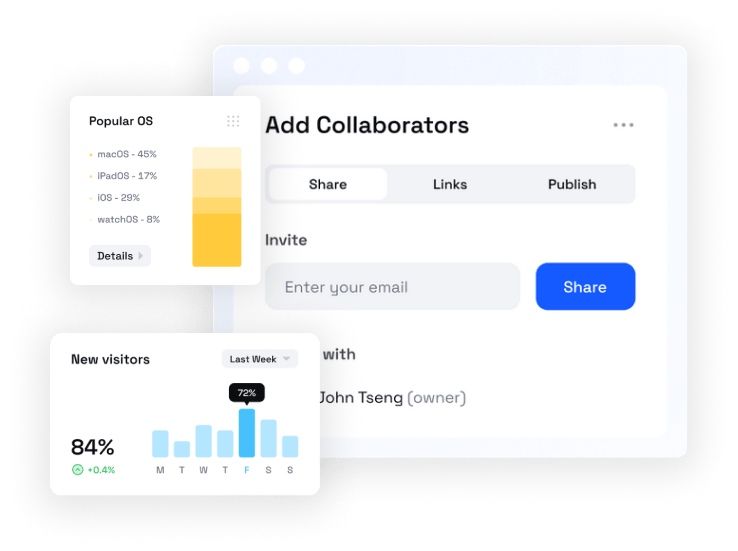 Add Collaborators
Share
Links
Publish
Invite
Enter your email
Share
with
John Tseng (owner)
Popular OS
macOS - 45%
iPadOS - 17%
iOS - 29%
watchOS - 8%
Details
New visitors
Last Week
72%
84%
+0.4%
M T W T F S S